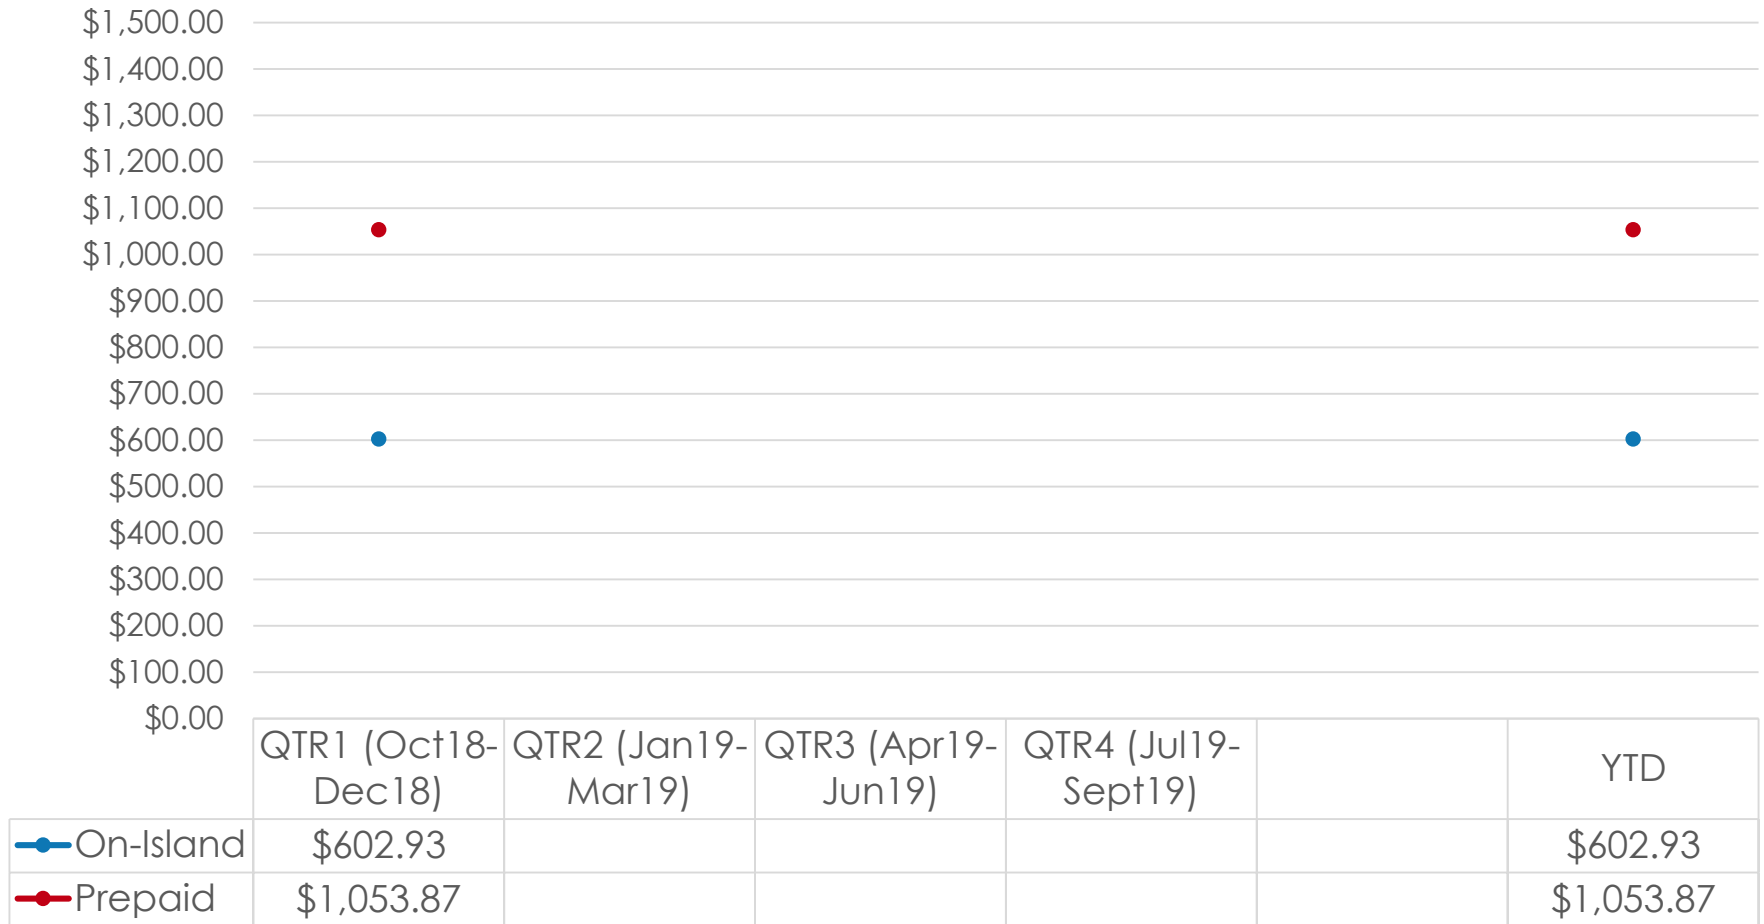 $1,500.00
$1,400.00
$1,300.00
$1,200.00
$1,100.00
$1,000.00
$900.00
$800.00
$700.00
$600.00
$500.00
$400.00
$300.00
$200.00
$100.00
$0.00
QTR1 (Oct18-
Dec18)
QTR2 (Jan19-
Mar19)
QTR3 (Apr19-
Jun19)
QTR4 (Jul19-
Sept19)
YTD
On-Island $602.93 $602.93
Prepaid $1,053.87 $1,053.87